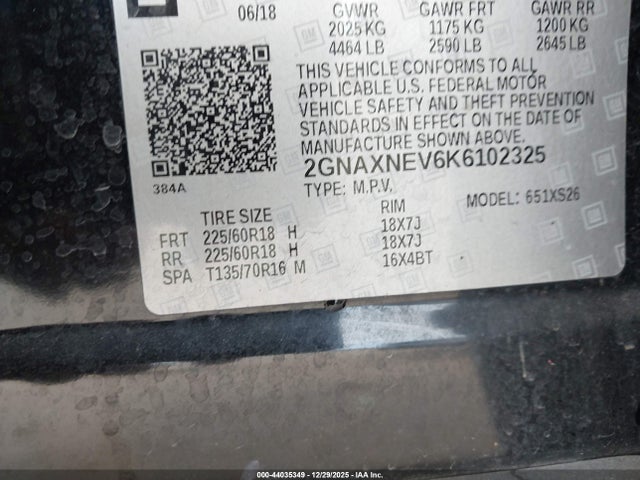 06/18 GVWR GAWR FRT GAWR RR
2025 KG 1175 KG 1200 KG
4464 LB 2590 LB 2645 LB
THIS VEHICLE CONFORMS TO ALL
APPLICABLE U.S. FEDERAL MOTOR
VEHICLE SAFETY AND THEFT PREVENTION
STANDARDS IN EFFECT ON THE DATE OF
MANUFACTURE SHOWN ABOVE.
2GNAXNEV6K6102325
384A TYPE: M.P.V. MODEL: 651XS26
TIRE SIZE RIM
FRT 225/60R18 H 18X7J
RR 225/60R18 H 18X7J
SPA T135/70R16 M 16X4BT
000-44035349 - 12/29/2025 - IAA Inc.